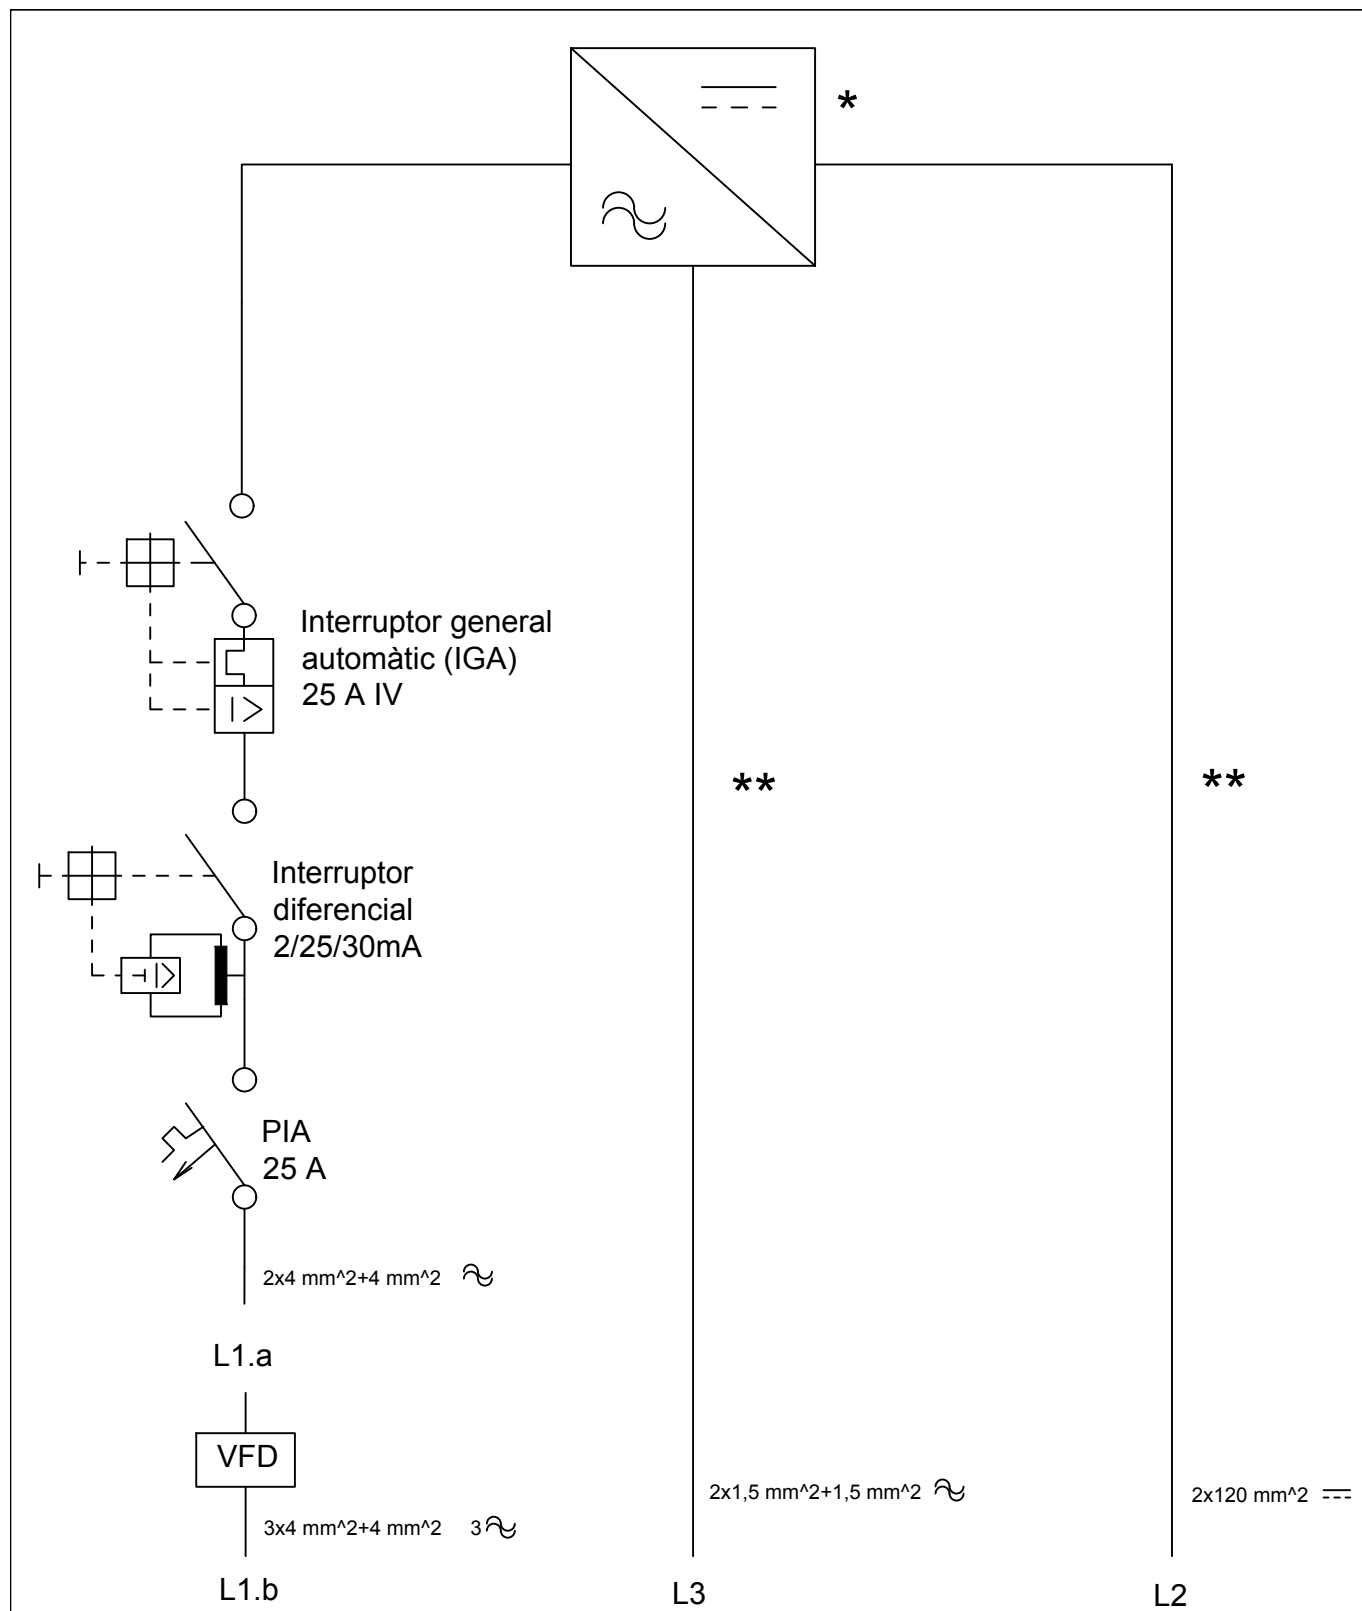 *
Interruptor general
automàtic (IGA)
25 A IV
**
**
Interruptor
diferencial
2/25/30mA
PIA
25 A
2x4 mm^2+4 mm^2
L1.a
VFD
2x1,5 mm^2+1,5 mm^2
2x120 mm^2
3x4 mm^2+4 mm^2 3
L1.b
L3
L2